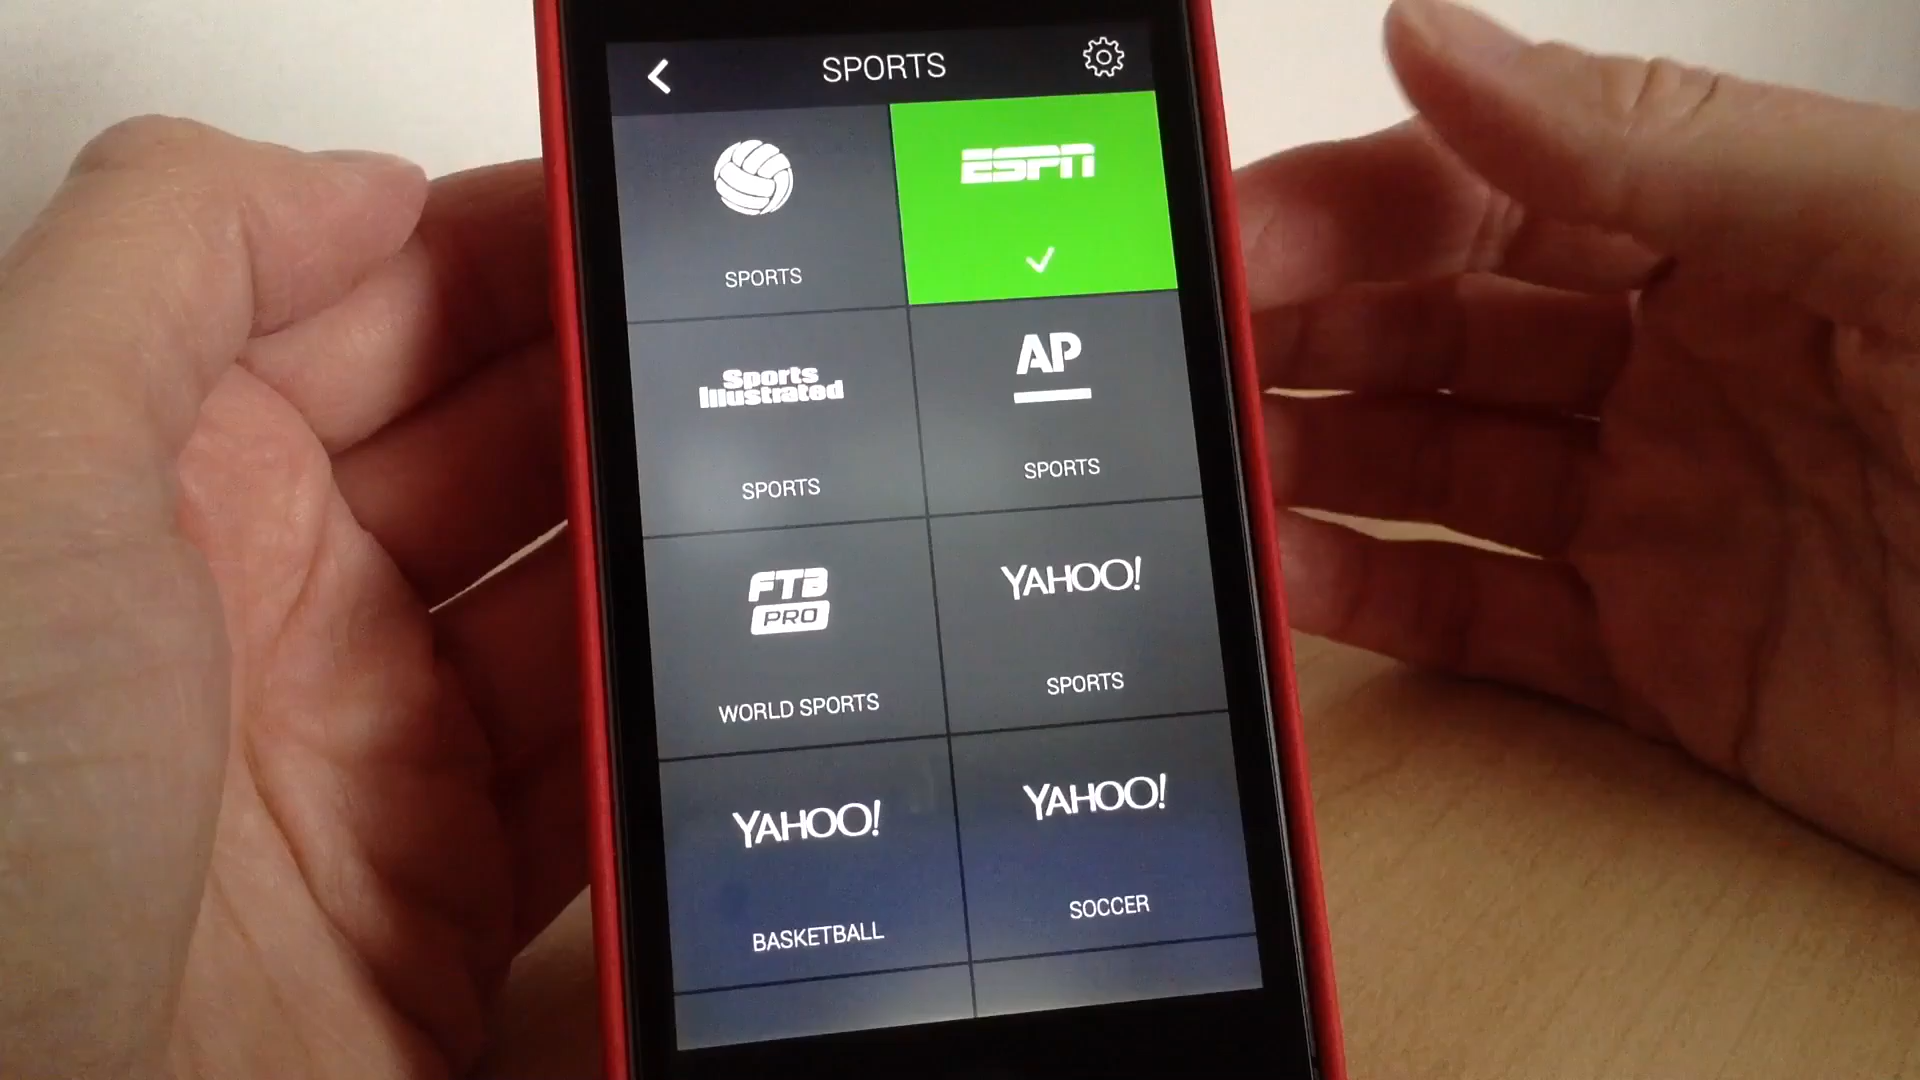 SPORTS
SPORTS
ESPN
Sports
Illustrated
SPORTS
AP
SPORTS
FTB
PRO
WORLD SPORTS
YAHOO!
SPORTS
YAHOO!
BASKETBALL
YAHOO!
SOCCER